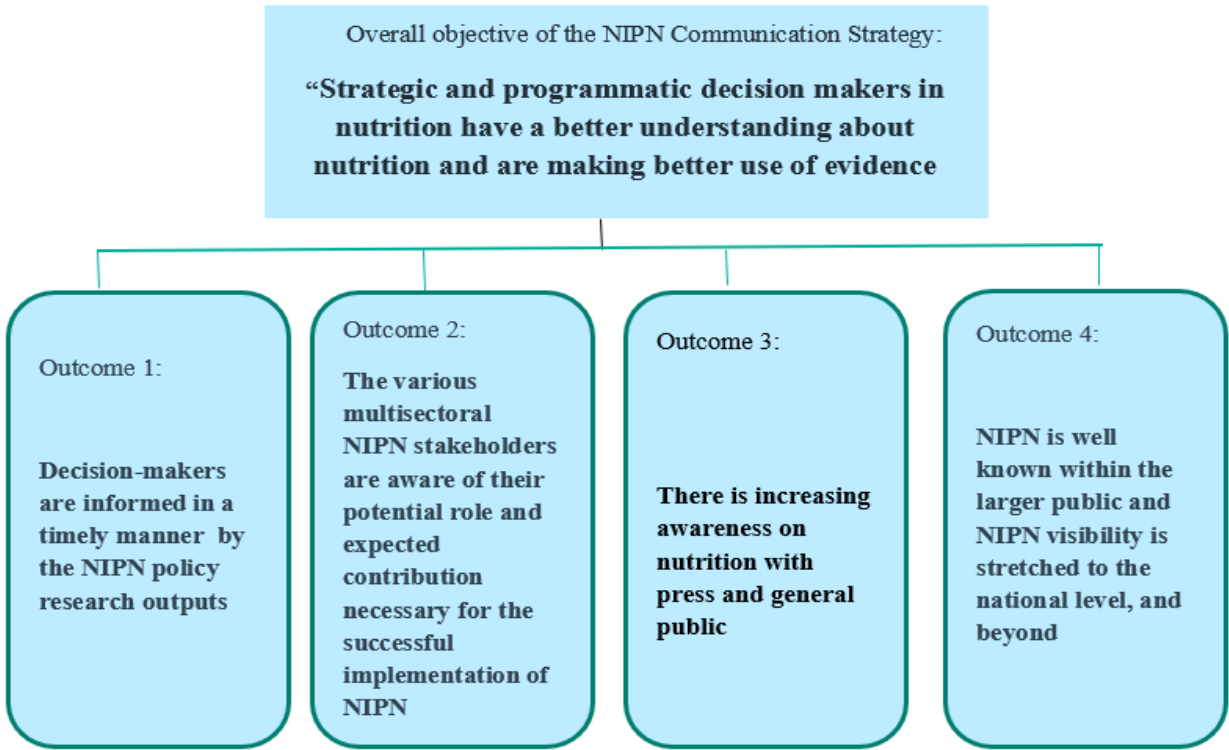 Overall objective of the NIPN Communication Strategy:
“Strategic and programmatic decision makers in
nutrition have a better understanding about
nutrition and are making better use of evidence
Outcome 1:
Decision-makers
are informed in a
timely manner by
the NIPN policy
research outputs
Outcome 2:
The various
multisectoral
NIPN stakeholders
are aware of their
potential role and
expected
contribution
necessary for the
successful
implementation of
NIPN
Outcome 3:
There is increasing
awareness on
nutrition with
press and general
public
Outcome 4:
NIPN is well
known within the
larger public and
NIPN visibility is
stretched to the
national level, and
beyond